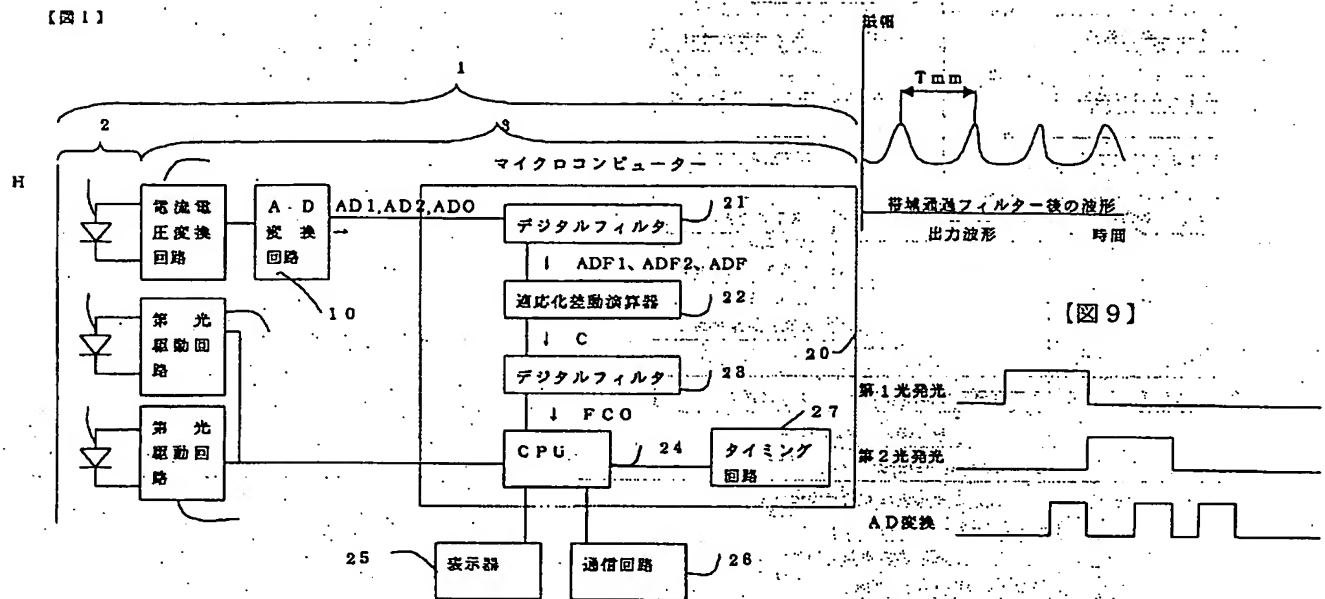 【図1】
1
2
3
H
マイクロコンピューター
電流電
圧変換
回路
A-D
変換
回路
AD1,AD2,AD0
→
10
デジタルフィルタ
21
↓ ADF1、ADF2、ADF
適応化差動演算器
22
↓ C
デジタルフィルタ
23
↓ FCO
20
第 光
駆動回
路
第 光
駆動回
路
CPU
24
27
タイミング
回路
25
表示器
通信回路
26
振幅
Tmm
帯域通過フィルター後の波形
出力波形
時間
【図9】
第1光発光
第2光発光
AD変換